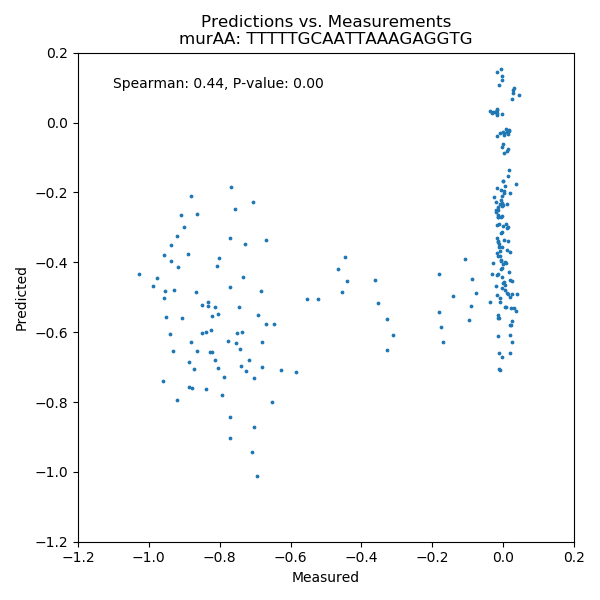 Predictions vs. Measurements
murAA: TTTTTGCAATTAAAGAGGTG
Spearman: 0.44, P-value: 0.00
0.2
0.0
−0.2
−0.4
−0.6
−0.8
−1.0
−1.2
Predicted
−1.2 −1.0 −0.8 −0.6 −0.4 −0.2 0.0 0.2
Measured